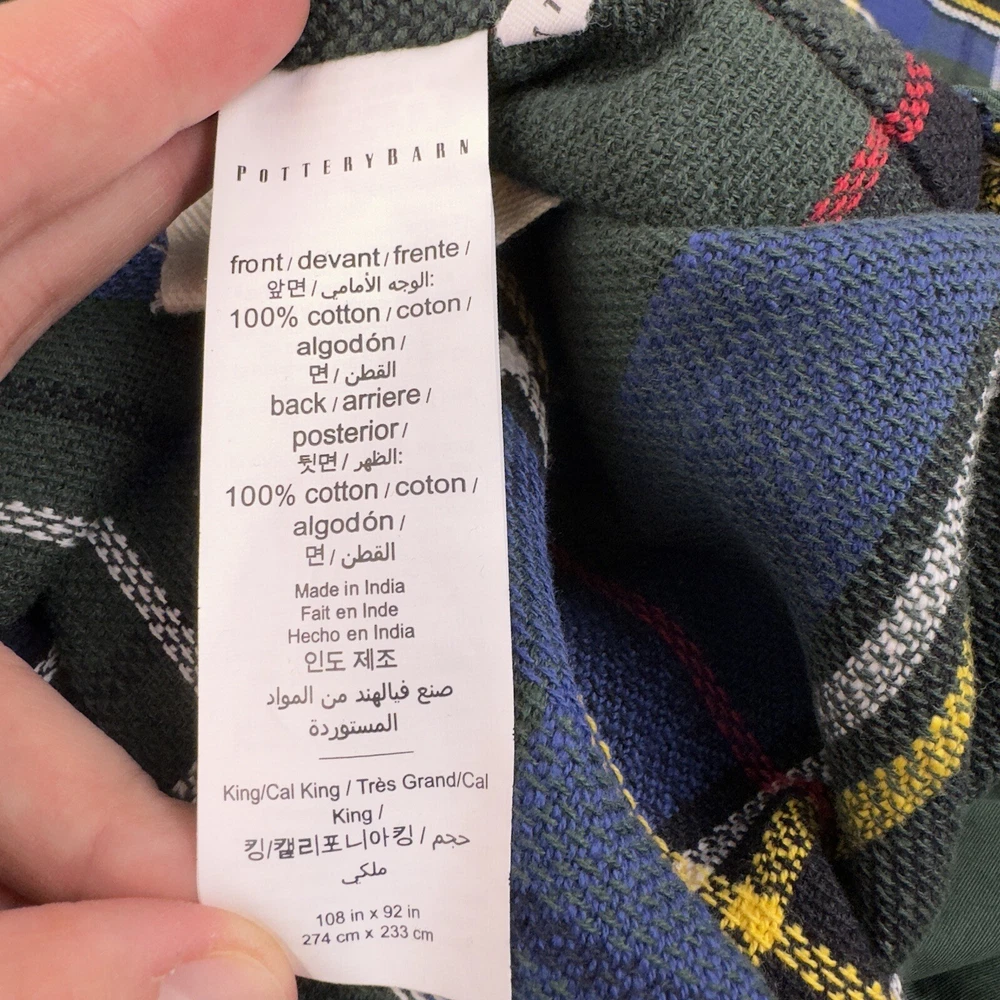 POTTERYBARN
front / devant / frente /
앞면 / الوجه الأمامي:
100% cotton / coton /
algodón /
면 / القطن
back / arriere /
posterior /
뒷면 / الظهر:
100% cotton / coton /
algodón /
면 / القطن
Made in India
Fait en Inde
Hecho en India
인도 제조
صنع فيالهند من المواد
المستوردة
King/Cal King / Très Grand/Cal
King /
킹/캘리포니아킹 / حجم
ملكي
108 in x 92 in
274 cm x 233 cm